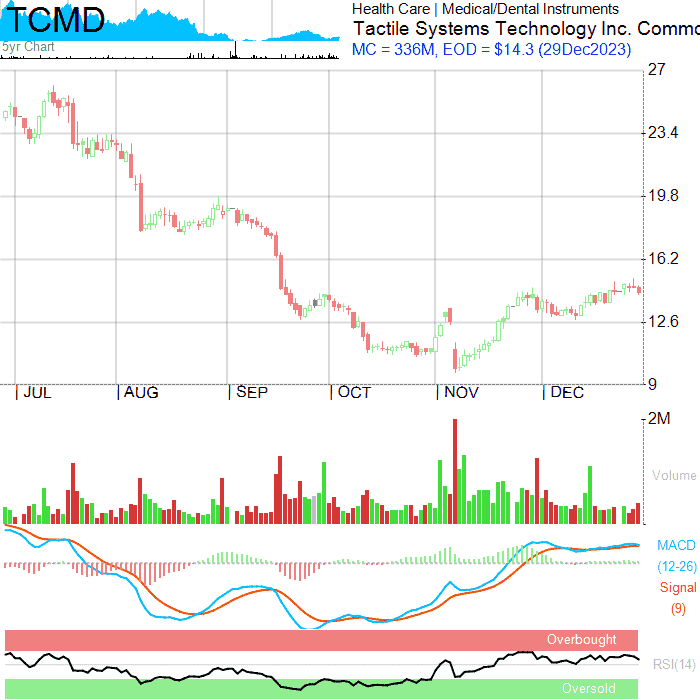 TCMD
5yr Chart
Health Care | Medical/Dental Instruments
Tactile Systems Technology Inc. Commo
MC = 336M, EOD = $14.3 (29Dec2023)
27
23.4
19.8
16.2
12.6
9
JUL AUG SEP OCT NOV DEC
2M
Volume
MACD
(12-26)
Signal
(9)
Overbought
RSI(14)
Oversold